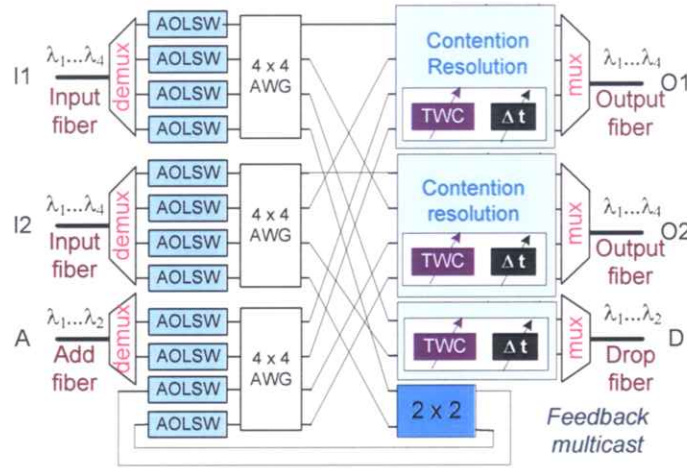 I1
λ1...λ4
Input
fiber
demux
AOLSW
AOLSW
AOLSW
AOLSW
4 x 4
AWG
Contention
Resolution
TWC
Δ t
mux
λ1...λ4
O1
Output
fiber
I2
λ1...λ4
Input
fiber
demux
AOLSW
AOLSW
AOLSW
AOLSW
4 x 4
AWG
Contention
resolution
TWC
Δ t
mux
λ1...λ4
O2
Output
fiber
A
λ1...λ2
Add
fiber
demux
AOLSW
AOLSW
AOLSW
AOLSW
4 x 4
AWG
TWC
Δ t
mux
λ1...λ2
D
Drop
fiber
2 x 2
Feedback
multicast